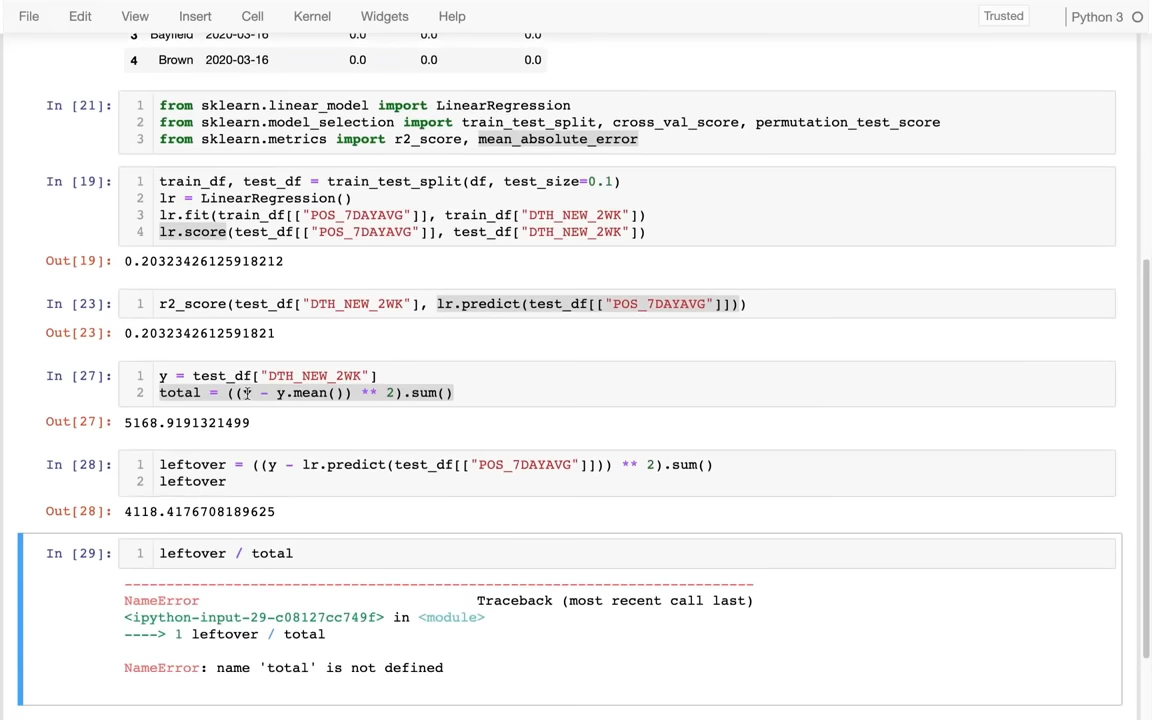 File Edit View Insert Cell Kernel Widgets Help Trusted Python 3
3 Bayfield 2020-03-16 0.0 0.0 0.0
4 Brown 2020-03-16 0.0 0.0 0.0
In [21]: 1 from sklearn.linear_model import LinearRegression
2 from sklearn.model_selection import train_test_split, cross_val_score, permutation_test_score
3 from sklearn.metrics import r2_score, mean_absolute_error
In [19]: 1 train_df, test_df = train_test_split(df, test_size=0.1)
2 lr = LinearRegression()
3 lr.fit(train_df[["POS_7DAYAVG"]], train_df["DTH_NEW_2WK"])
4 lr.score(test_df[["POS_7DAYAVG"]], test_df["DTH_NEW_2WK"])
Out[19]: 0.20323426125918212
In [23]: 1 r2_score(test_df["DTH_NEW_2WK"], lr.predict(test_df[["POS_7DAYAVG"]]))
Out[23]: 0.2032342612591821
In [27]: 1 y = test_df["DTH_NEW_2WK"]
2 total = ((y - y.mean()) ** 2).sum()
Out[27]: 5168.9191321499
In [28]: 1 leftover = ((y - lr.predict(test_df[["POS_7DAYAVG"]])) ** 2).sum()
2 leftover
Out[28]: 4118.4176708189625
In [29]: 1 leftover / total
---------------------------------------------------------------------------
NameError Traceback (most recent call last)
<ipython-input-29-c08127cc749f> in <module>
----> 1 leftover / total
NameError: name 'total' is not defined